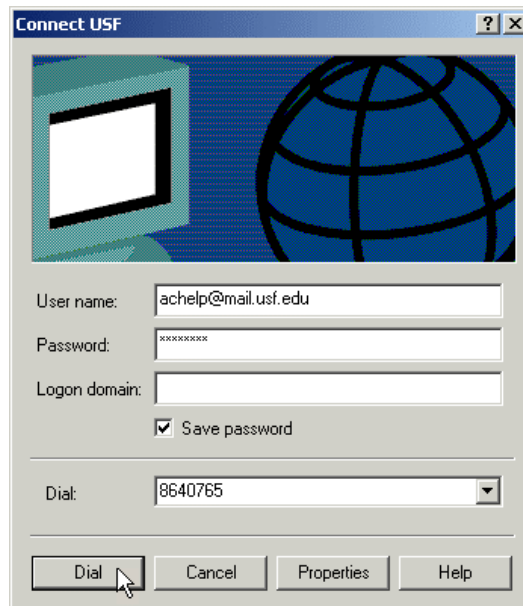 Connect USF
User name: achelp@mail.usf.edu
Password: xxxxxxxx
Logon domain:
Save password
Dial: 8640765
Dial Cancel Properties Help